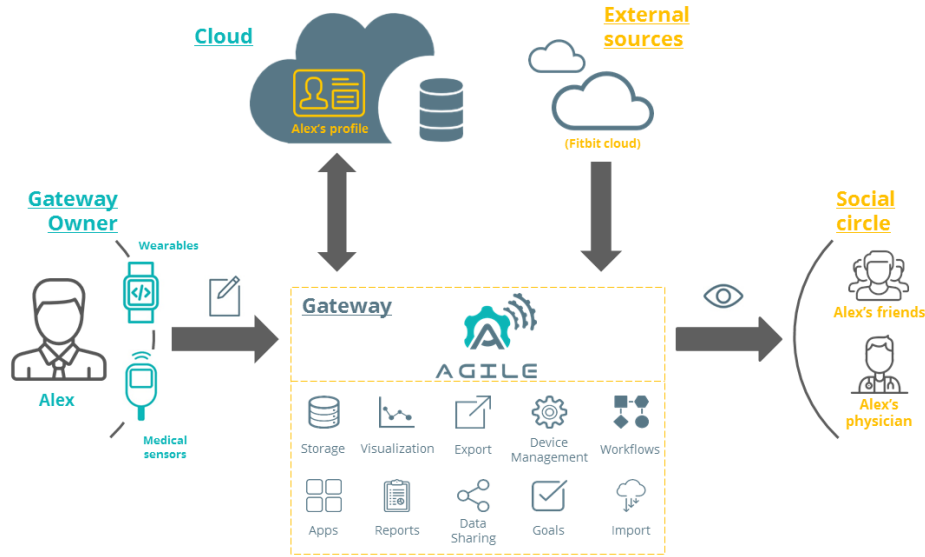 Cloud
Alex's profile
External
sources
(Fitbit cloud)
Gateway
Owner
Wearables
Alex
Medical
sensors
Gateway
AGILE
Storage
Visualization
Export
Device
Management
Workflows
Apps
Reports
Data
Sharing
Goals
Import
Social
circle
Alex's friends
Alex's
physician